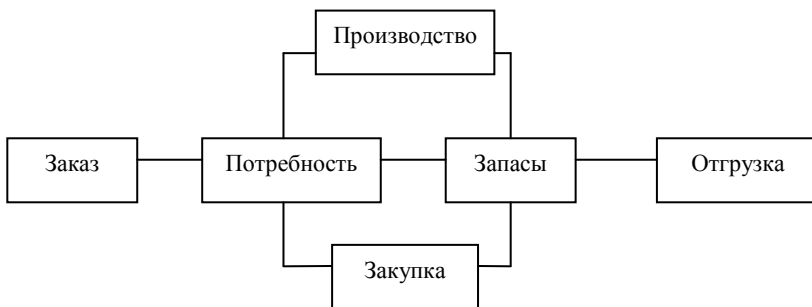 Производство
Заказ
Потребность
Запасы
Отгрузка
Закупка